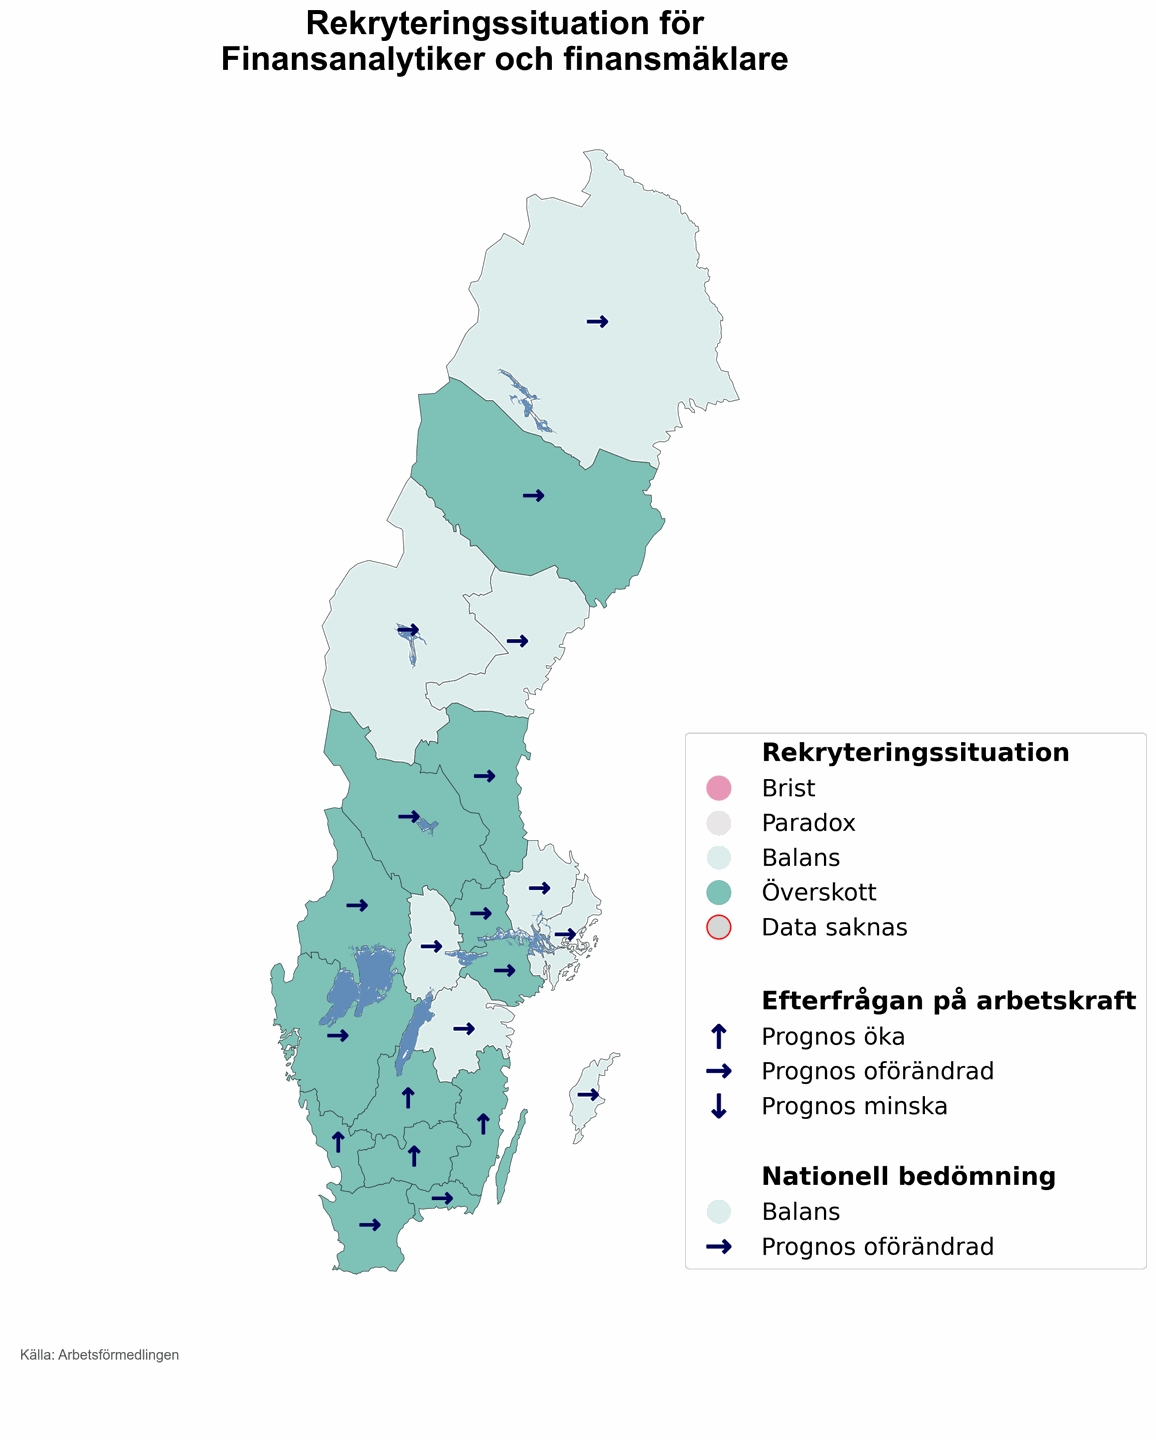 Rekryteringssituation för
Finansanalytiker och finansmäklare
Rekryteringssituation
Brist
Paradox
Balans
Överskott
Data saknas
Efterfrågan på arbetskraft
Prognos öka
Prognos oförändrad
Prognos minska
Nationell bedömning
Balans
Prognos oförändrad
Källa: Arbetsförmedlingen